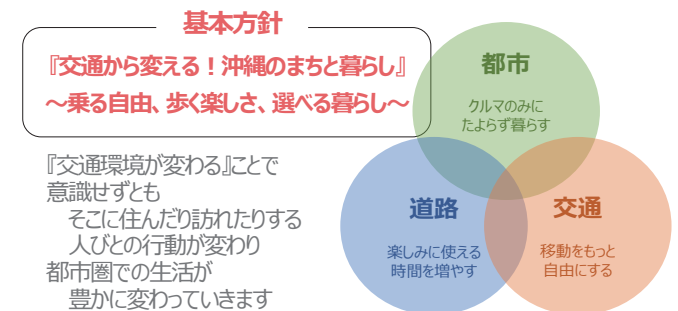 基本方針
『交通から変える！沖縄のまちと暮らし』
～乗る自由、歩く楽しさ、選べる暮らし～
『交通環境が変わる』ことで
意識せずとも
そこに住んだり訪れたりする
人びとの行動が変わり
都市圏での生活が
豊かに変わっていきます
都市
クルマのみに
たよらず暮らす
道路
楽しみに使える
時間を増やす
交通
移動をもっと
自由にする